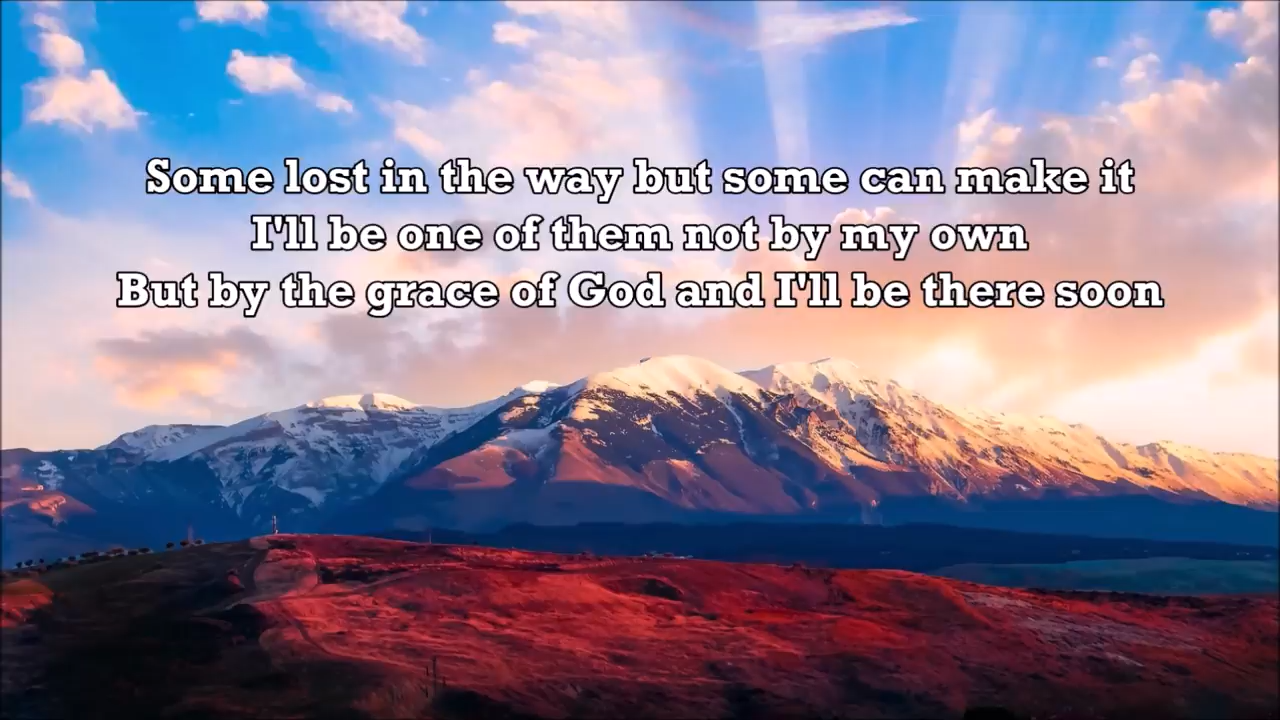 Some lost in the way but some can make it
I'll be one of them not by my own
But by the grace of God and I'll be there soon